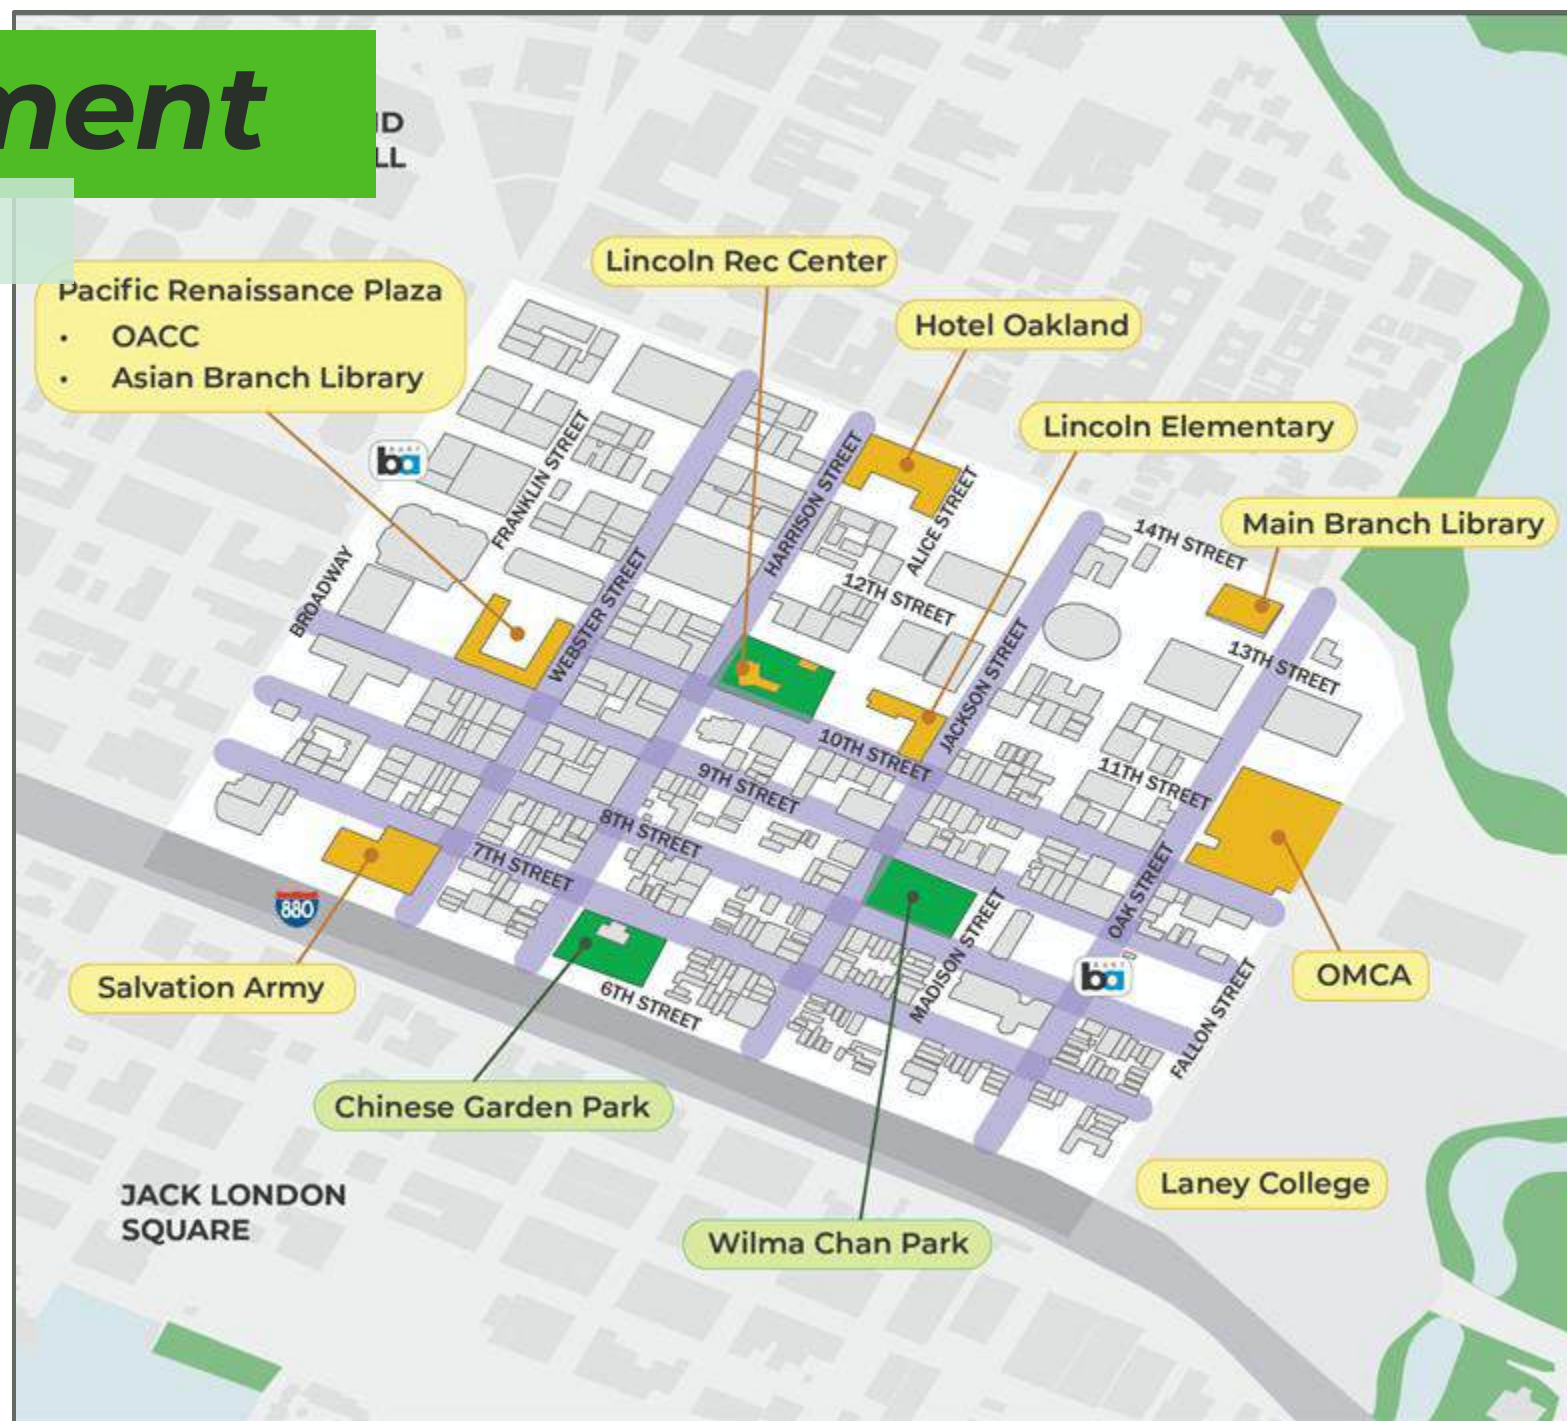 ment
Pacific Renaissance Plaza
• OACC
• Asian Branch Library
Lincoln Rec Center
Hotel Oakland
Lincoln Elementary
Main Branch Library
FRANKLIN STREET
HARRISON STREET
ALICE STREET
14TH STREET
BROADWAY
WEBSTER STREET
12TH STREET
13TH STREET
JACKSON STREET
10TH STREET
11TH STREET
9TH STREET
8TH STREET
7TH STREET
880
OAK STREET
MADISON STREET
ba
ba
Salvation Army
6TH STREET
OMCA
FALLON STREET
Chinese Garden Park
Laney College
JACK LONDON
SQUARE
Wilma Chan Park